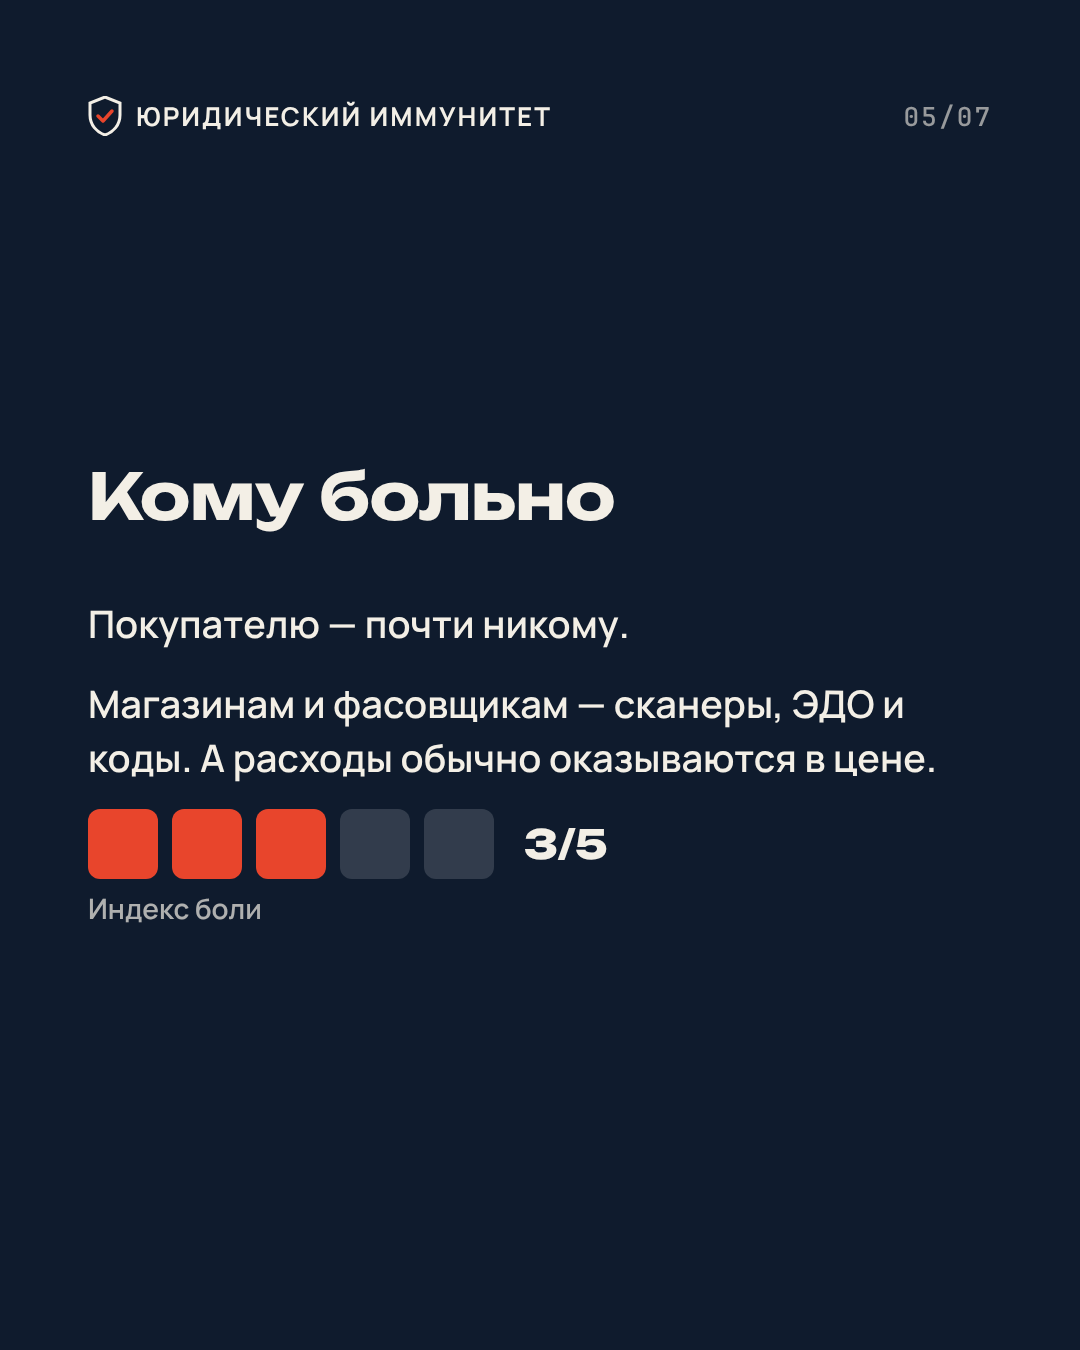 ЮРИДИЧЕСКИЙ ИММУНИТЕТ
05/07
Кому больно
Покупателю — почти никому.
Магазинам и фасовщикам — сканеры, ЭДО и
коды. А расходы обычно оказываются в цене.
3/5
Индекс боли